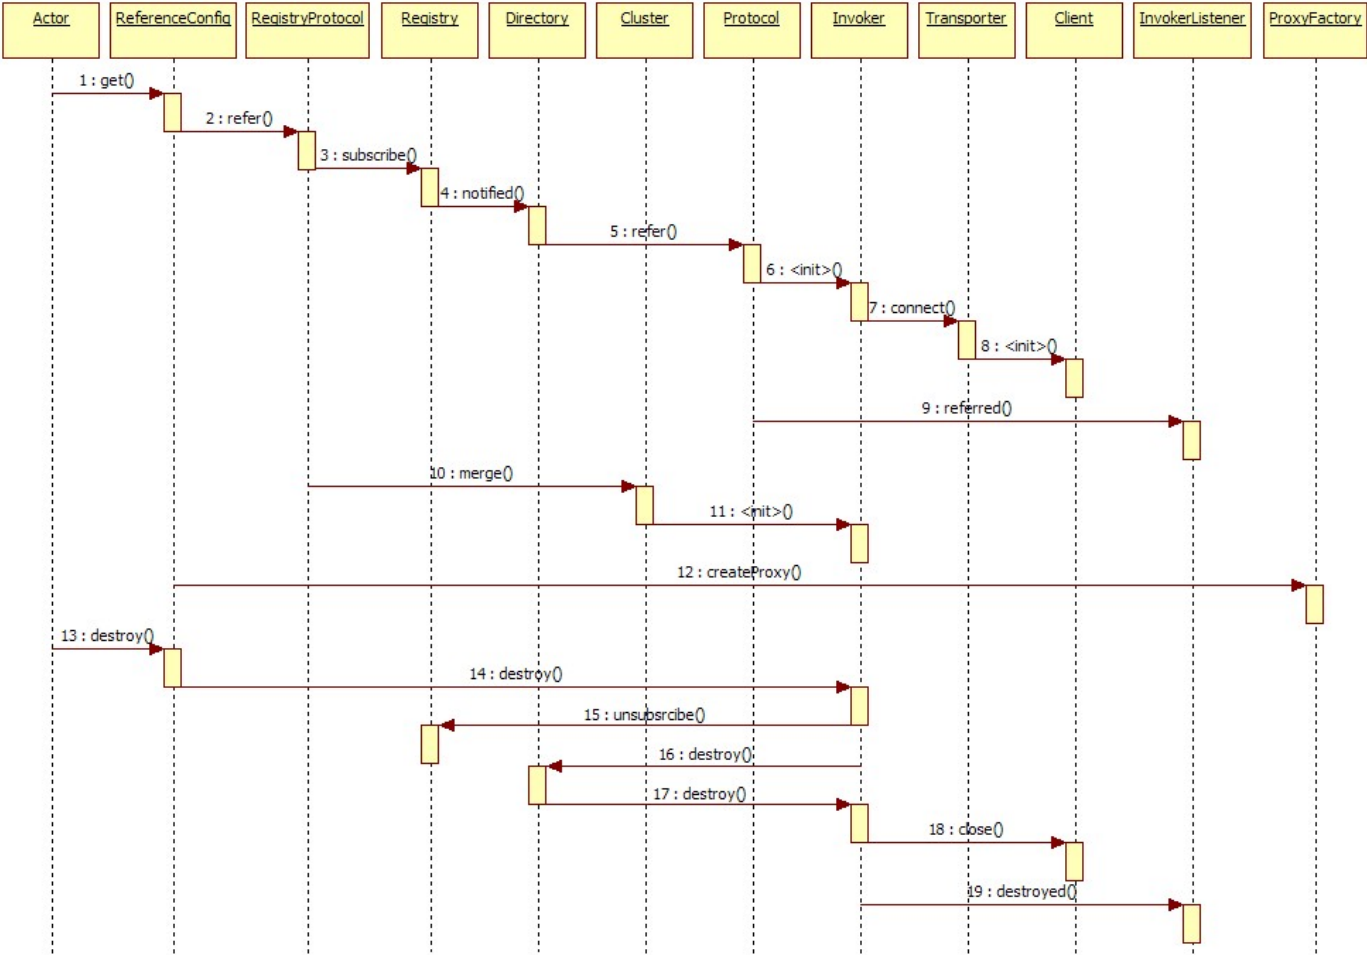 Actor
ReferenceConfig
RegistryProtocol
Registry
Directory
Cluster
Protocol
Invoker
Transporter
Client
InvokerListener
ProxyFactory
1 : get()
2 : refer()
3 : subscribe()
4 : notified()
5 : refer()
6 : <init>()
7 : connect()
8 : <init>()
9 : referred()
10 : merge()
11 : <init>()
12 : createProxy()
13 : destroy()
14 : destroy()
15 : unsubsrcibe()
16 : destroy()
17 : destroy()
18 : close()
19 : destroyed()